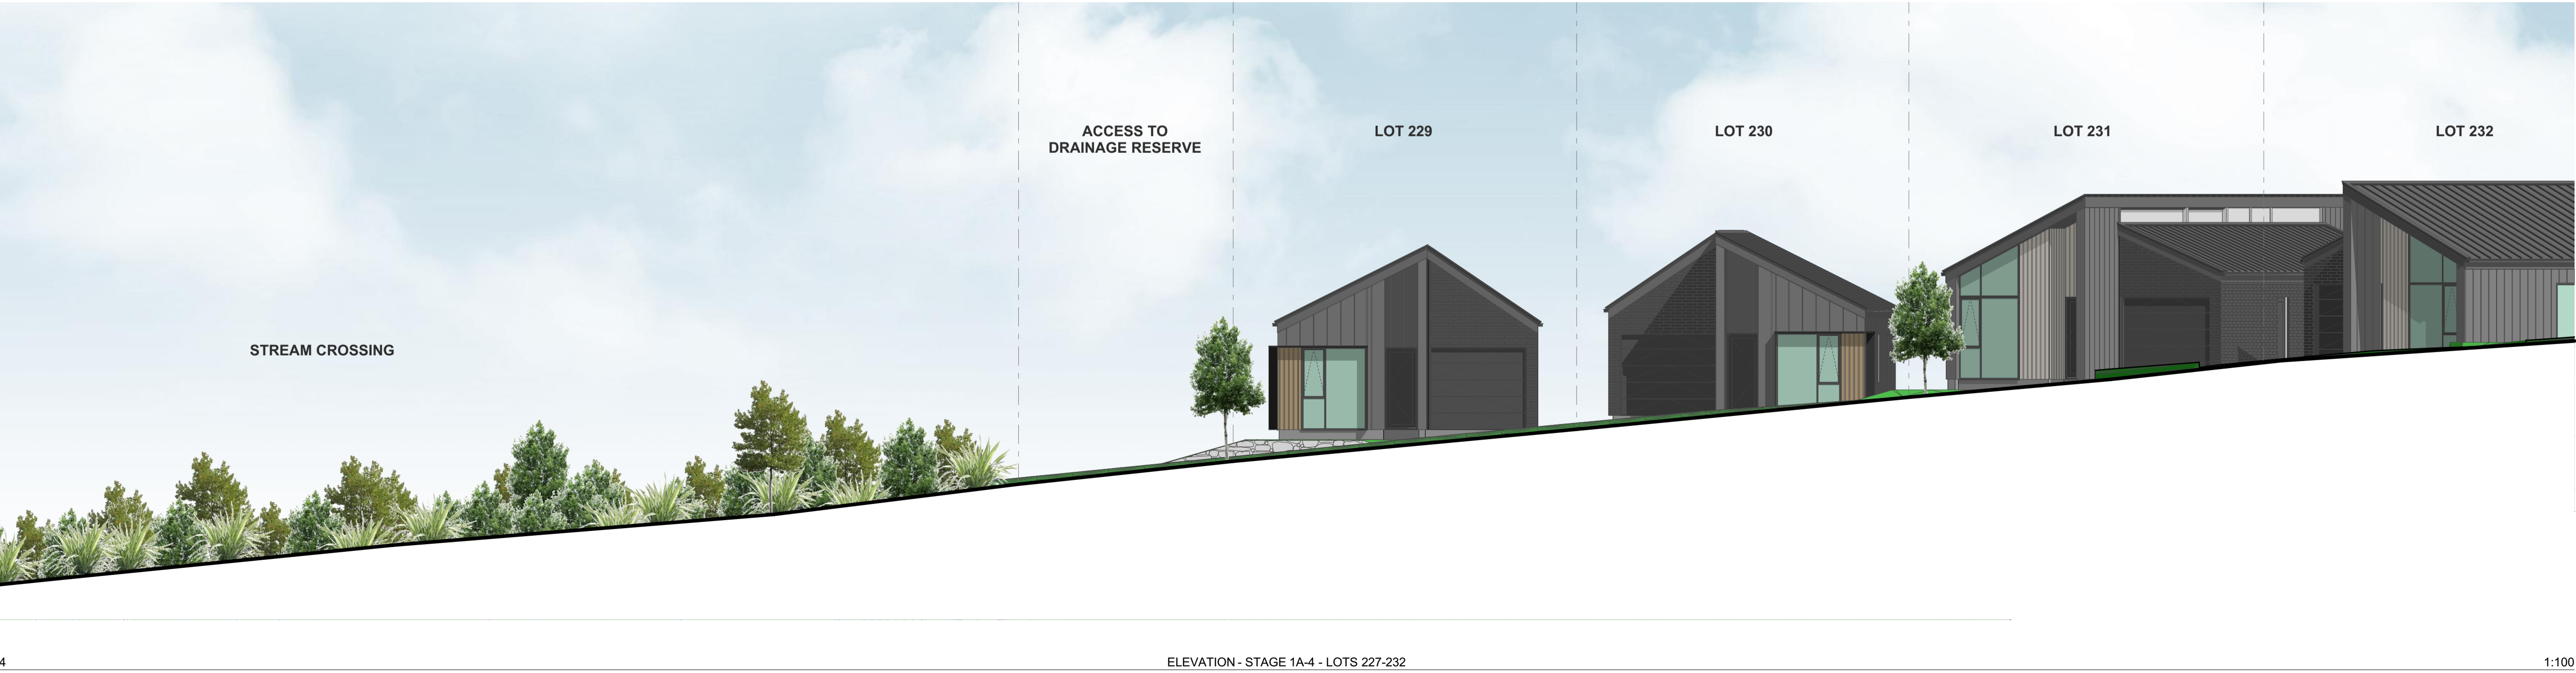 ACCESS TO
DRAINAGE RESERVE
LOT 229
LOT 230
LOT 231
LOT 232
STREAM CROSSING
4
ELEVATION - STAGE 1A-4 - LOTS 227-232
1:100